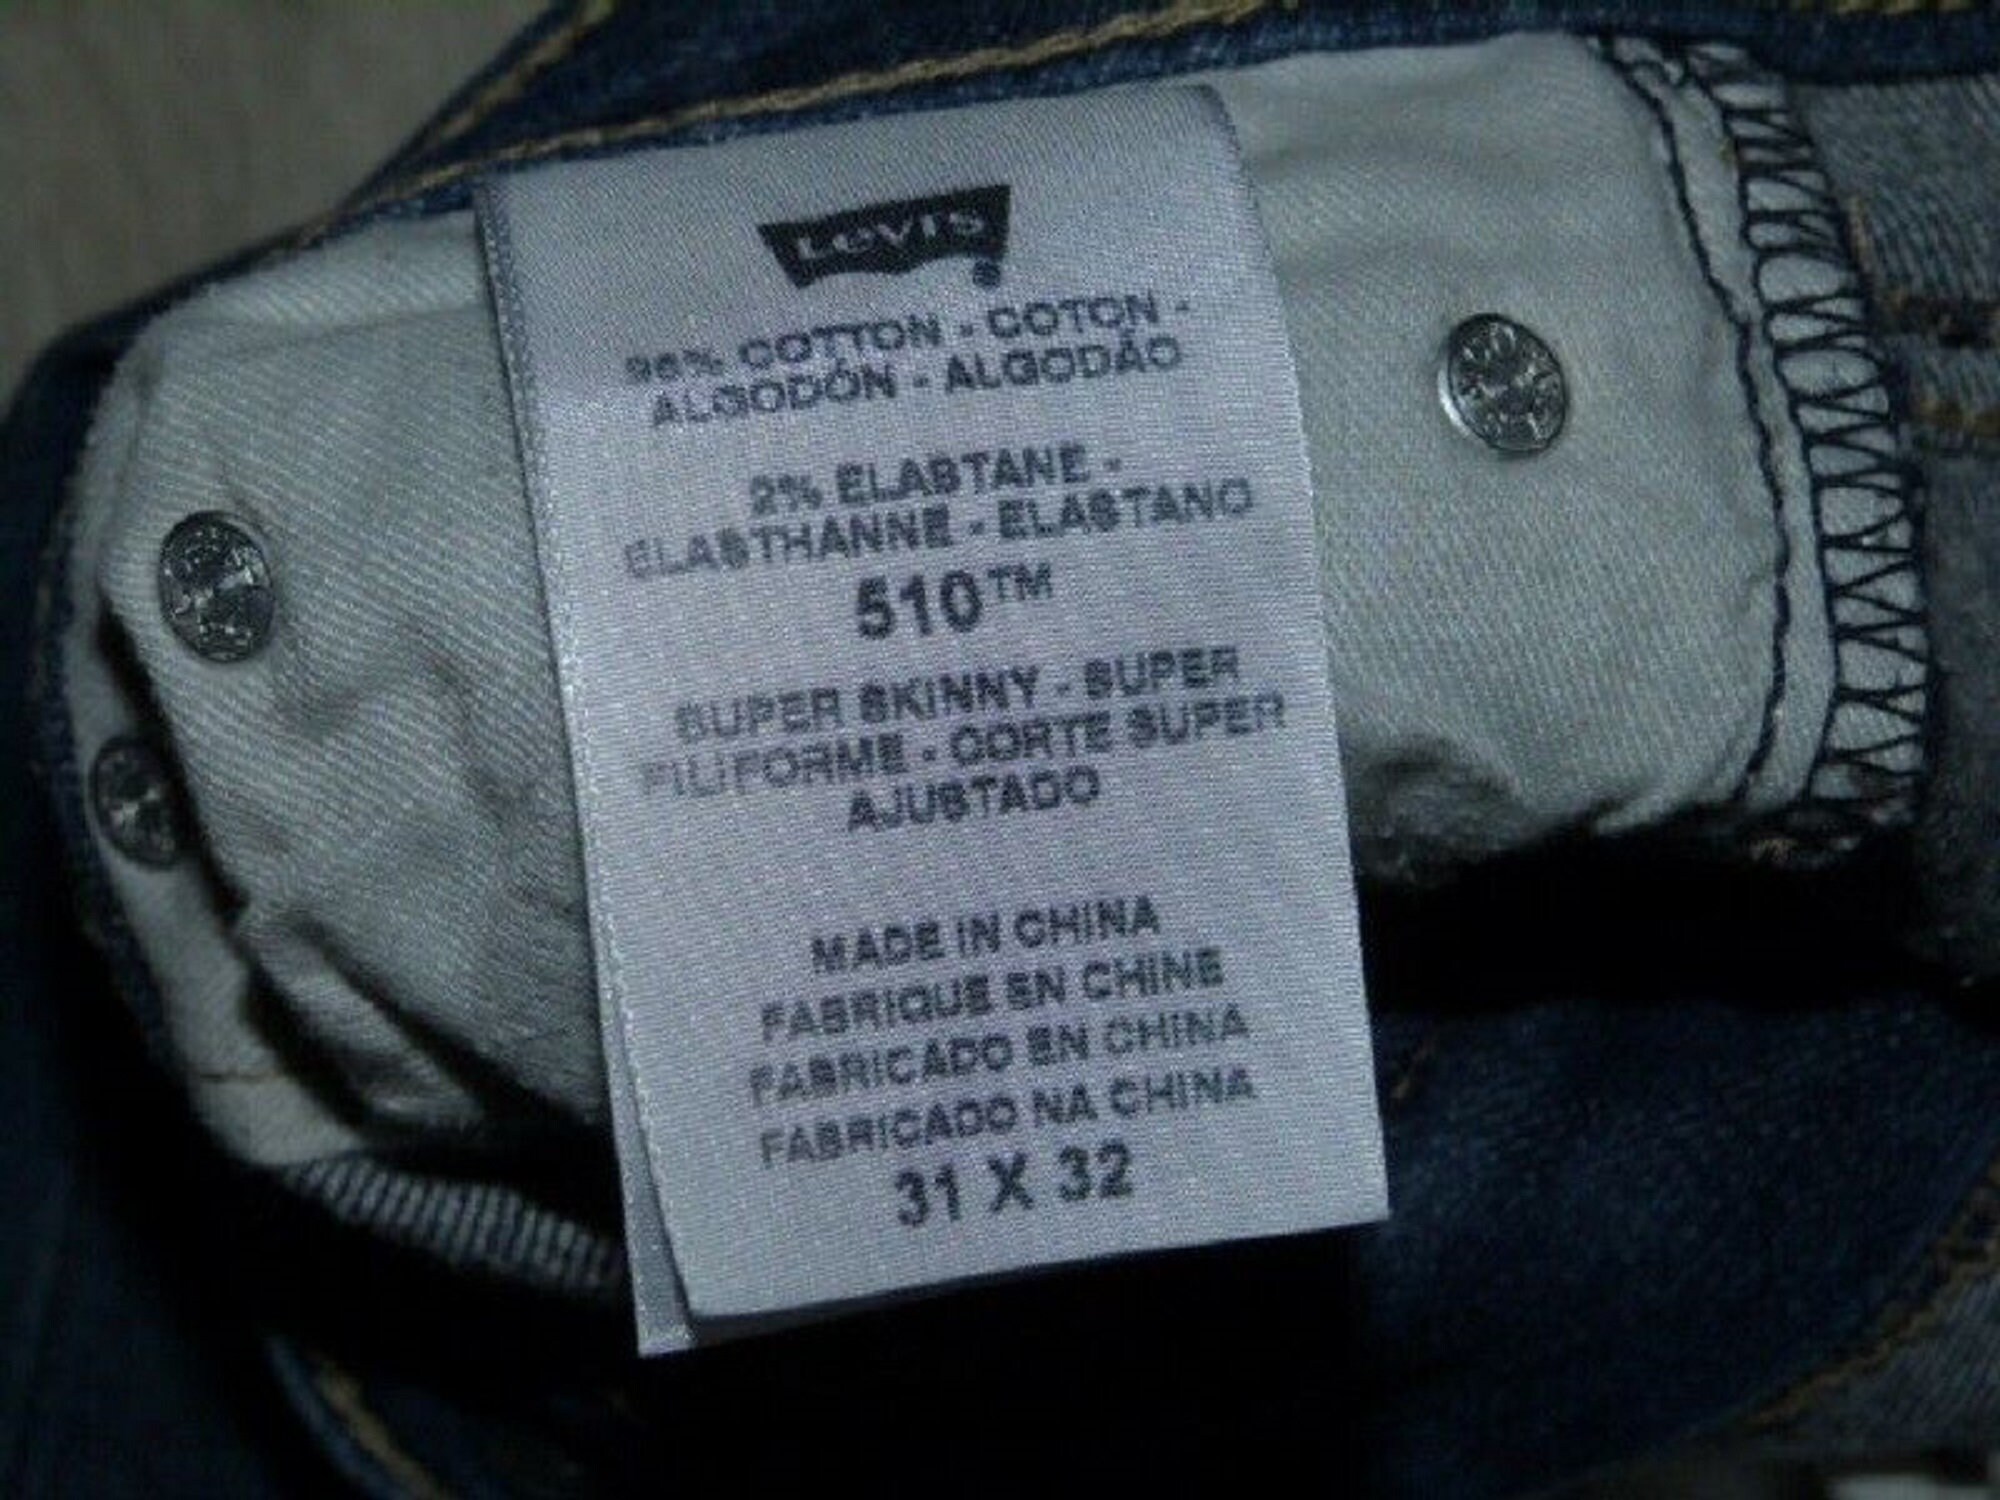 Levi's
®
98% COTTON - COTON -
ALGODÓN - ALGODÃO
2% ELASTANE -
ELASTHANNE - ELASTANO
510™
SUPER SKINNY - SUPER
FILIFORME - CORTE SUPER
AJUSTADO
MADE IN CHINA
FABRIQUE EN CHINE
FABRICADO EN CHINA
FABRICADO NA CHINA
31 X 32